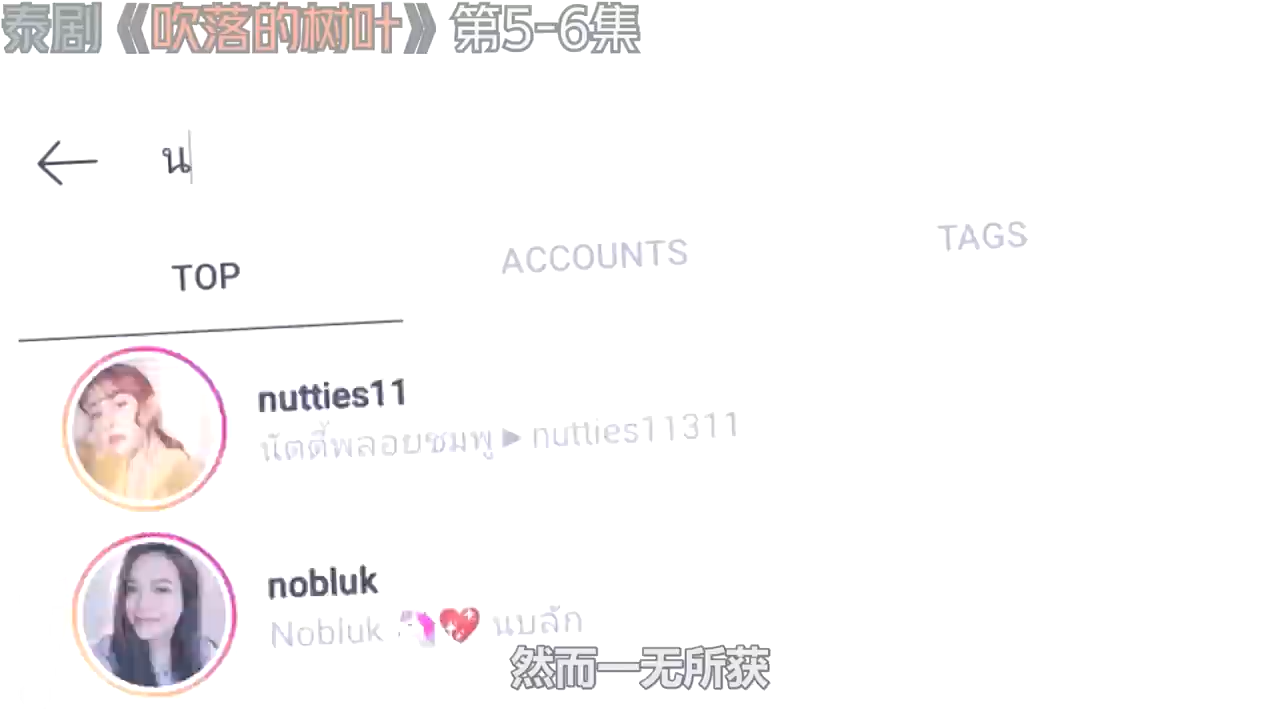 泰剧《吹落的树叶》第5-6集
น
TOP
ACCOUNTS
TAGS
nutties11
นัตตี้พลอยชมพู ▸ nutties11311
nobluk
Nobluk 🦄💖 นบลัก
然而一无所获